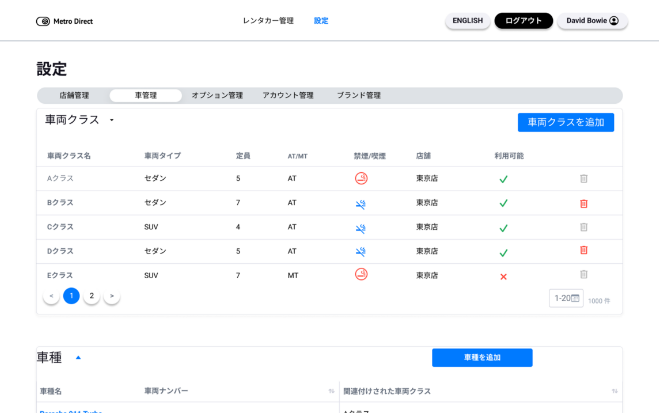 Metro Direct
レンタカー管理 設定
ENGLISH ログアウト David Bowie
設定
店舗管理 車管理 オプション管理 アカウント管理 ブランド管理
車両クラス
車両クラスを追加
車両クラス名 車両タイプ 定員 AT/MT 禁煙/喫煙 店舗 利用可能
Aクラス セダン 5 AT 東京店
Bクラス セダン 7 AT 東京店
Cクラス SUV 4 AT 東京店
Dクラス セダン 5 AT 東京店
Eクラス SUV 7 MT 東京店
< 1 2 >
1-20 1000 件
車種
車種を追加
車種名 車両ナンバー 関連付けされた車両クラス